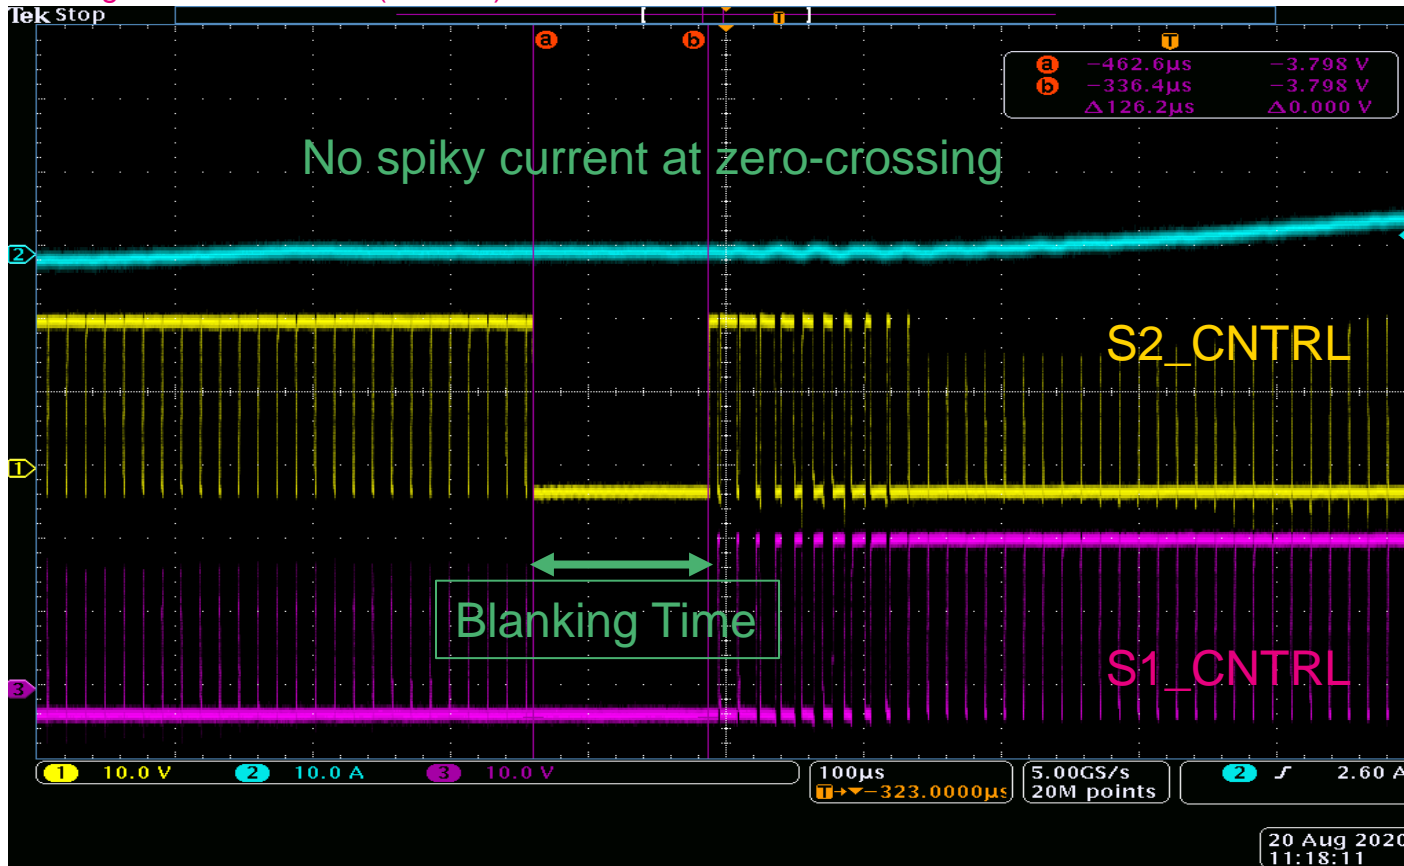 Tek Stop
[ T ]
a b T
a −462.6µs −3.798 V
b −336.4µs −3.798 V
Δ126.2µs Δ0.000 V
No spiky current at zero-crossing
2
S2_CNTRL
1
Blanking Time
S1_CNTRL
3
1 10.0 V 2 10.0 A 3 10.0 V
100µs
T→▼−323.0000µs
5.00GS/s
20M points
2 ƒ 2.60 A
20 Aug 2020
11:18:11